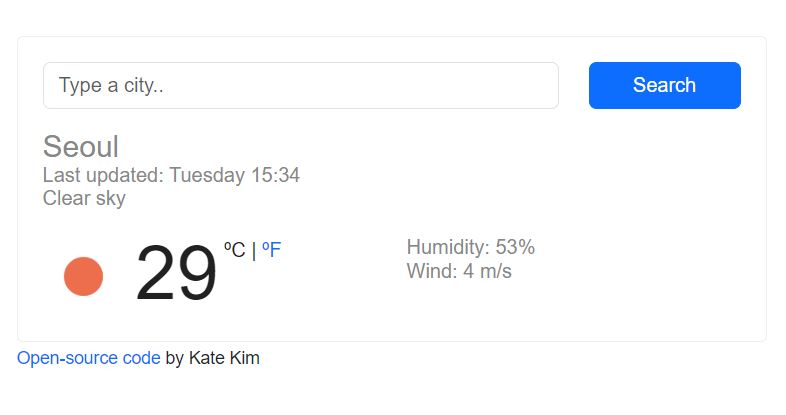 Type a city..
Search
Seoul
Last updated: Tuesday 15:34
Clear sky
29 ºC | ºF
Humidity: 53%
Wind: 4 m/s
Open-source code by Kate Kim